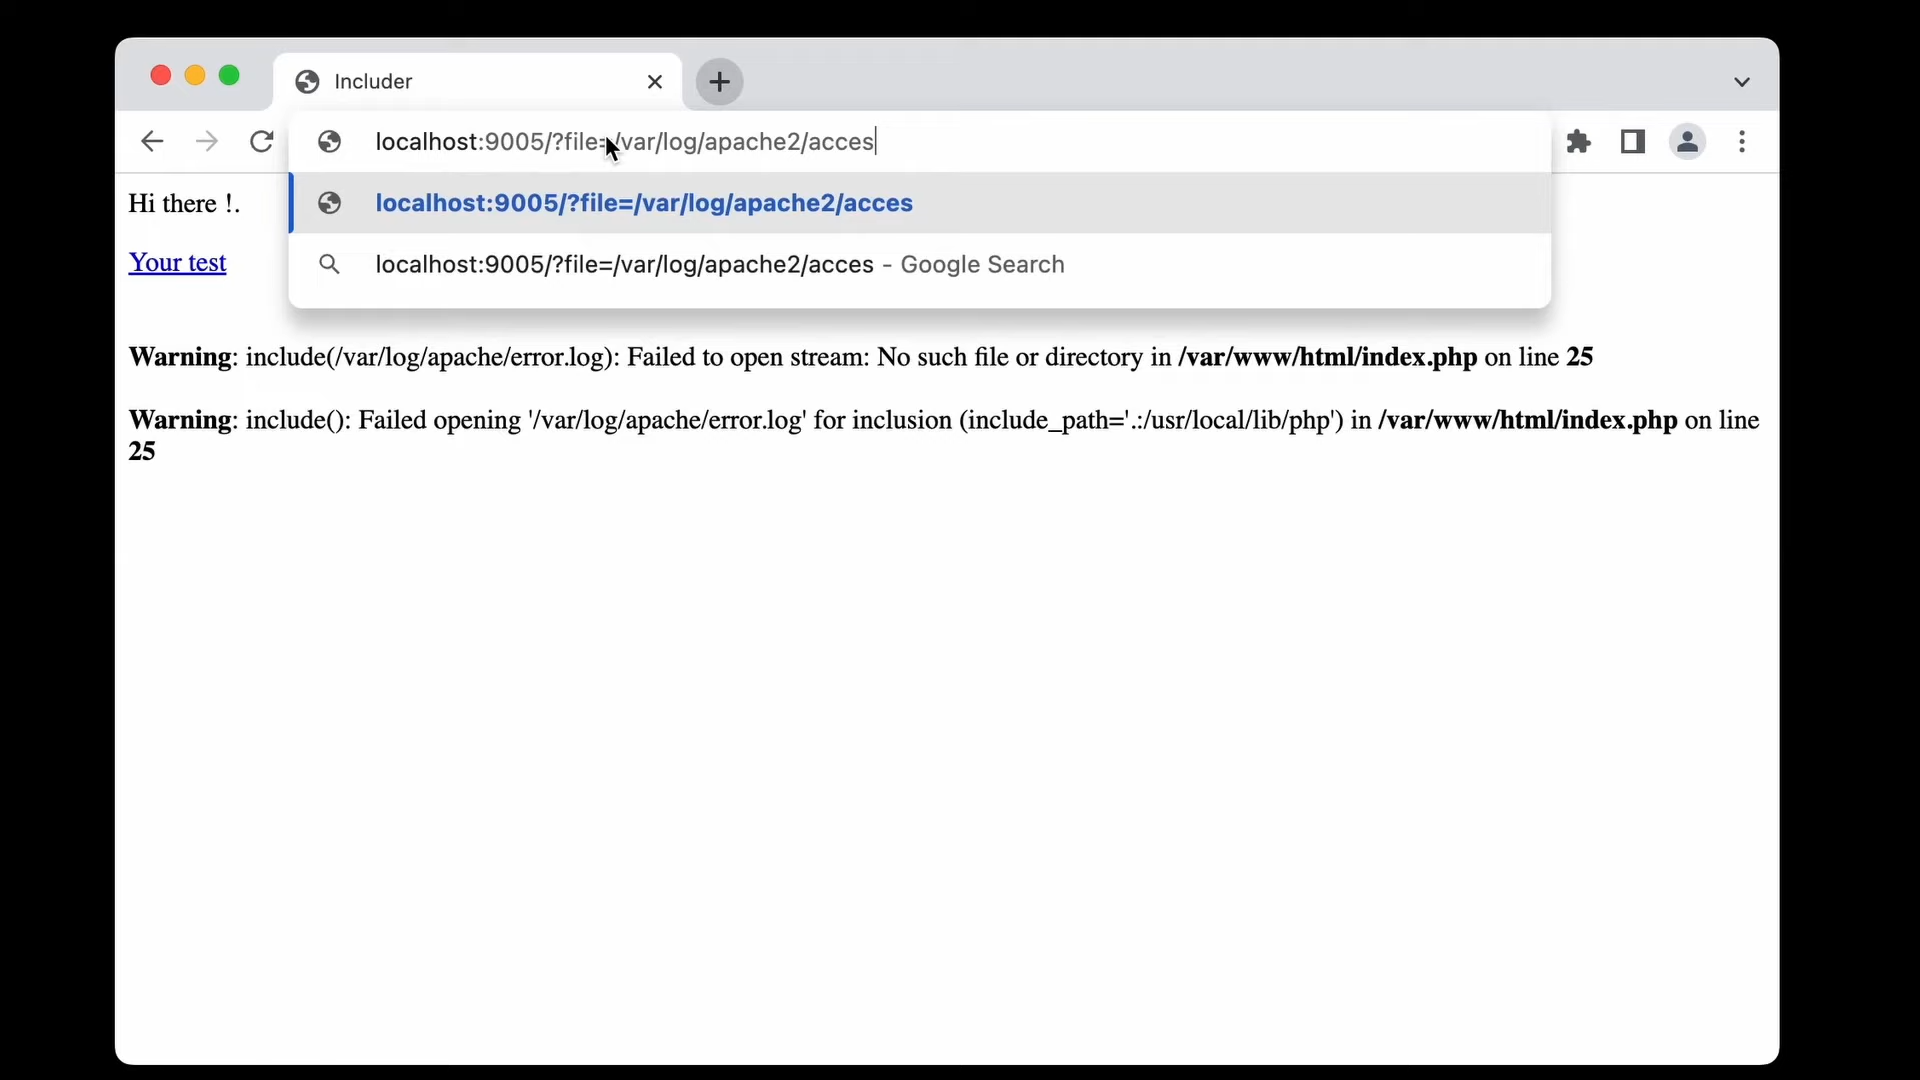 Includer
localhost:9005/?file=/var/log/apache2/acces
localhost:9005/?file=/var/log/apache2/acces
localhost:9005/?file=/var/log/apache2/acces - Google Search
Hi there !.
Your test
Warning: include(/var/log/apache/error.log): Failed to open stream: No such file or directory in /var/www/html/index.php on line 25
Warning: include(): Failed opening '/var/log/apache/error.log' for inclusion (include_path='.:/usr/local/lib/php') in /var/www/html/index.php on line
25